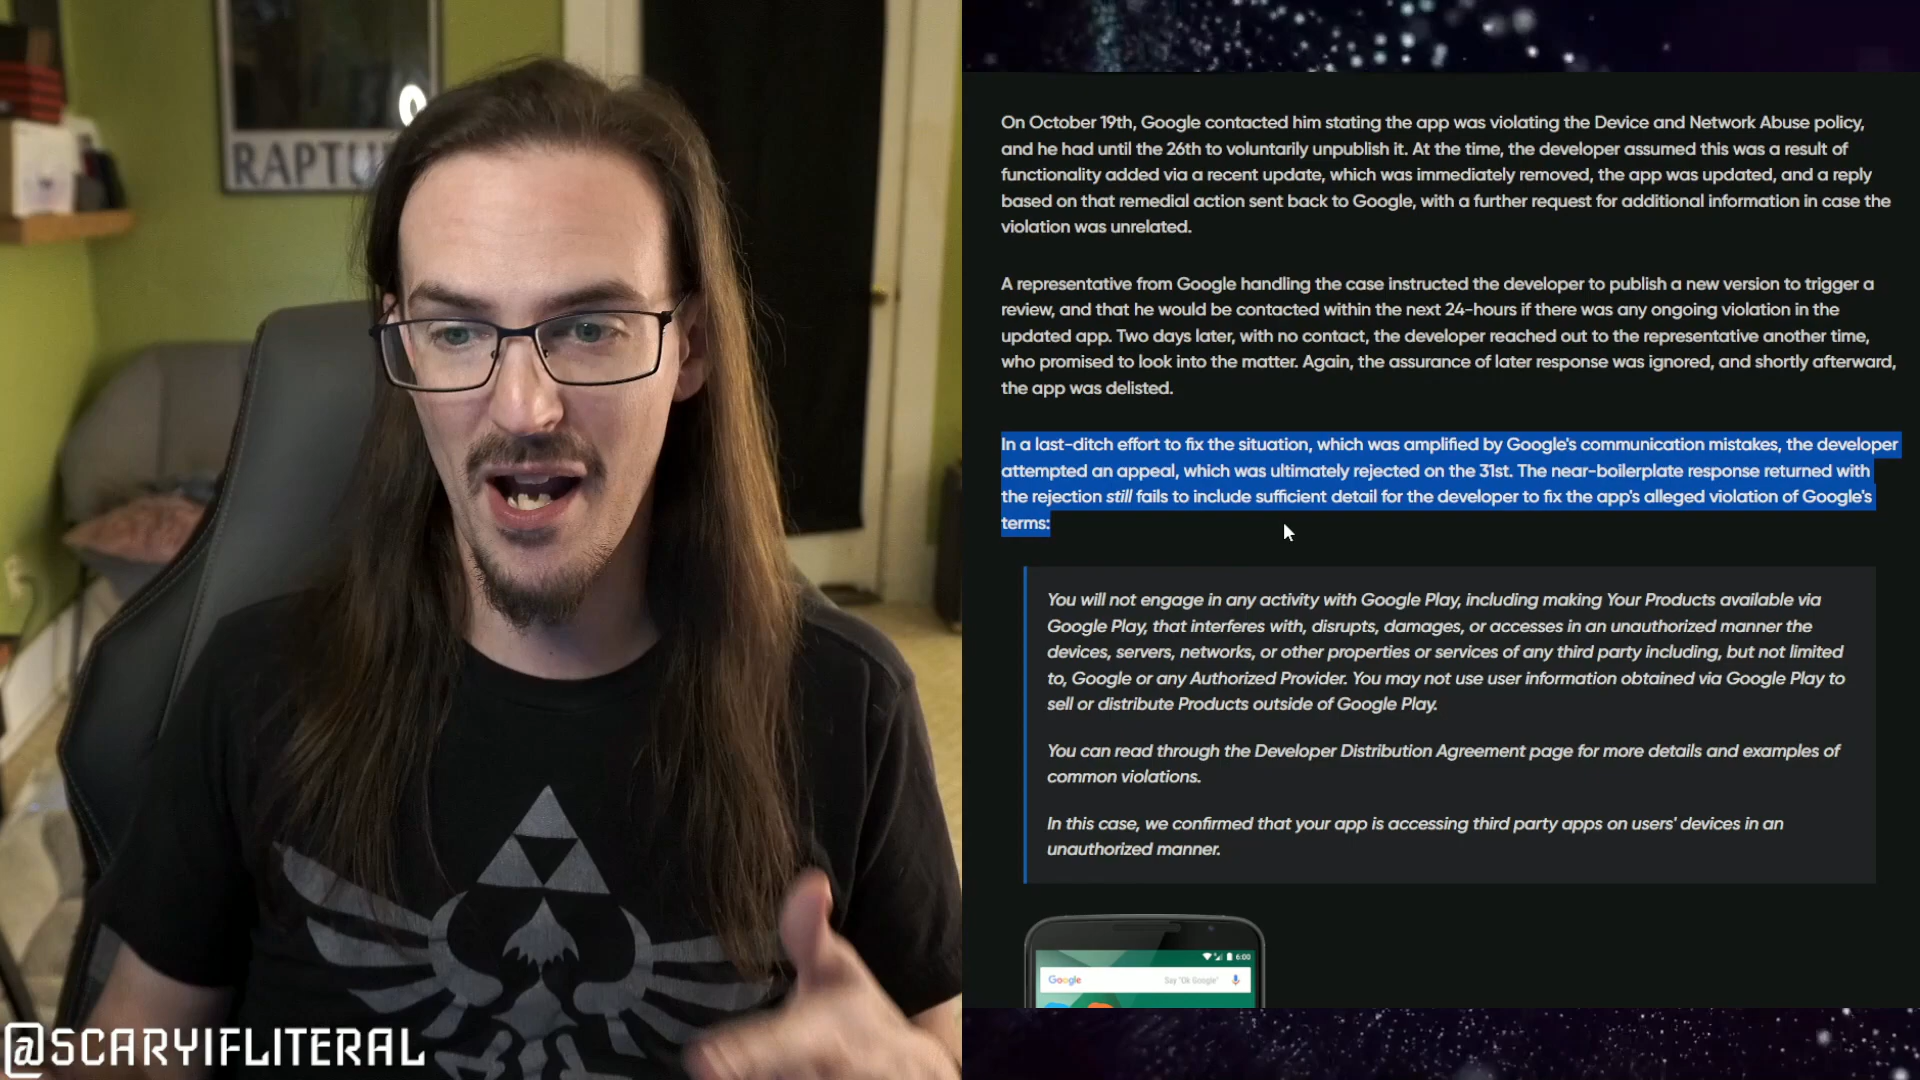 RAPTU
On October 19th, Google contacted him stating the app was violating the Device and Network Abuse policy,
and he had until the 26th to voluntarily unpublish it. At the time, the developer assumed this was a result of
functionality added via a recent update, which was immediately removed, the app was updated, and a reply
based on that remedial action sent back to Google, with a further request for additional information in case the
violation was unrelated.
A representative from Google handling the case instructed the developer to publish a new version to trigger a
review, and that he would be contacted within the next 24-hours if there was any ongoing violation in the
updated app. Two days later, with no contact, the developer reached out to the representative another time,
who promised to look into the matter. Again, the assurance of later response was ignored, and shortly afterward,
the app was delisted.
In a last-ditch effort to fix the situation, which was amplified by Google's communication mistakes, the developer
attempted an appeal, which was ultimately rejected on the 31st. The near-boilerplate response returned with
the rejection still fails to include sufficient detail for the developer to fix the app's alleged violation of Google's
terms:
You will not engage in any activity with Google Play, including making Your Products available via
Google Play, that interferes with, disrupts, damages, or accesses in an unauthorized manner the
devices, servers, networks, or other properties or services of any third party including, but not limited
to, Google or any Authorized Provider. You may not use user information obtained via Google Play to
sell or distribute Products outside of Google Play.
You can read through the Developer Distribution Agreement page for more details and examples of
common violations.
In this case, we confirmed that your app is accessing third party apps on users' devices in an
unauthorized manner.
6:00
Google Say "Ok Google"
@SCARYIFLITERAL